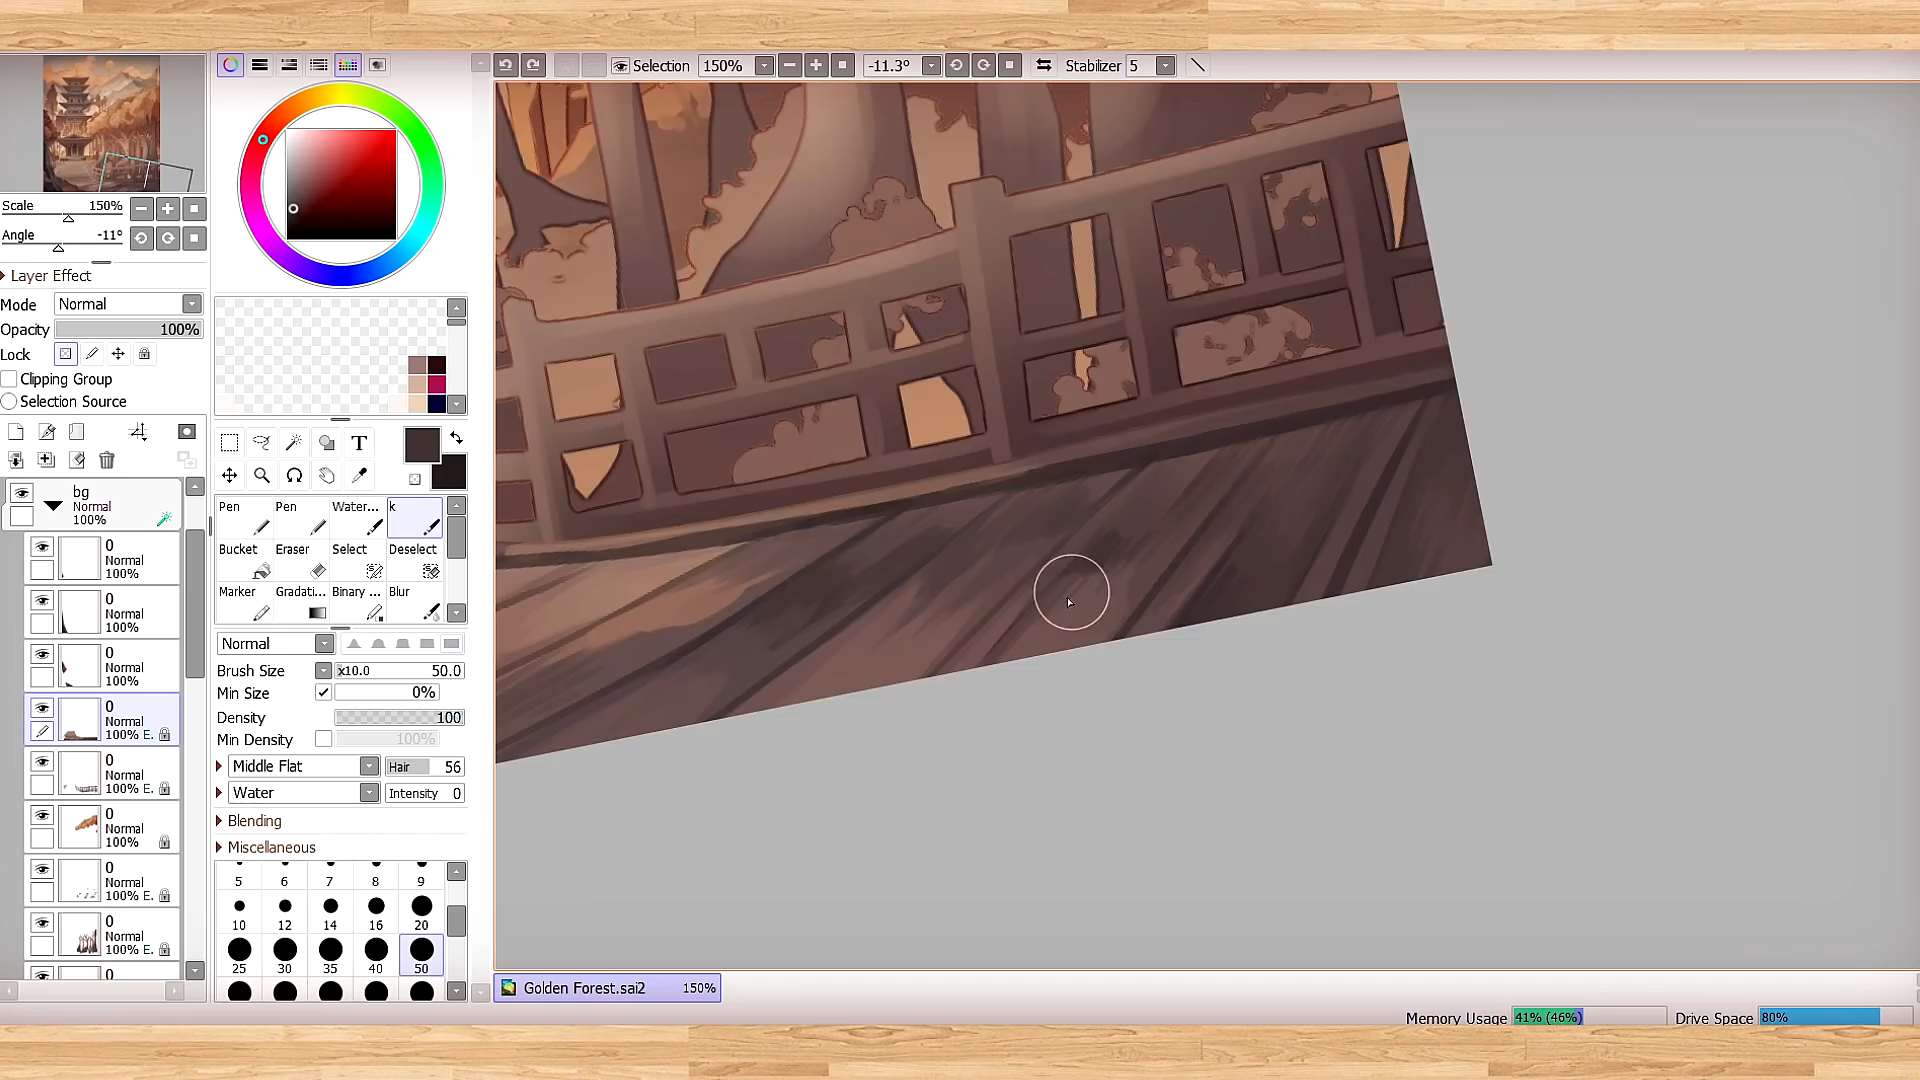 Selection 150% -11.3° Stabilizer 5
Scale 150%
Angle -11°
Layer Effect
Mode Normal
Opacity 100%
Lock
Clipping Group
Selection Source
bg
Normal
100%
0
Normal
100%
0
Normal
100%
0
Normal
100%
0
Normal
100% E.
0
Normal
100% E.
0
Normal
100%
0
Normal
100% E.
0
Normal
100% E.
0
T
Pen Pen Water... k
Bucket Eraser Select Deselect
Marker Gradati... Binary ... Blur
Normal
Brush Size x10.0 50.0
Min Size 0%
Density 100
Min Density 100%
Middle Flat Hair 56
Water Intensity 0
Blending
Miscellaneous
5 6 7 8 9
10 12 14 16 20
25 30 35 40 50
Golden Forest.sai2 150%
Memory Usage 41% (46%) Drive Space 80%